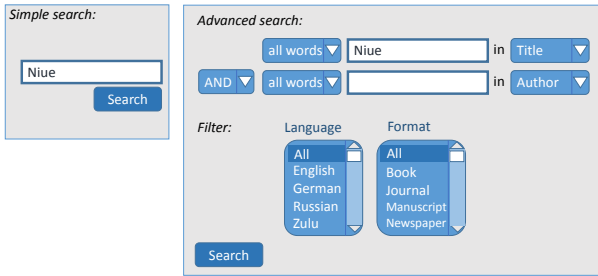 Simple search:
Niue
Search
Advanced search:
all words Niue in Title
AND all words in Author
Filter:
Language
All
English
German
Russian
Zulu
Format
All
Book
Journal
Manuscript
Newspaper
Search